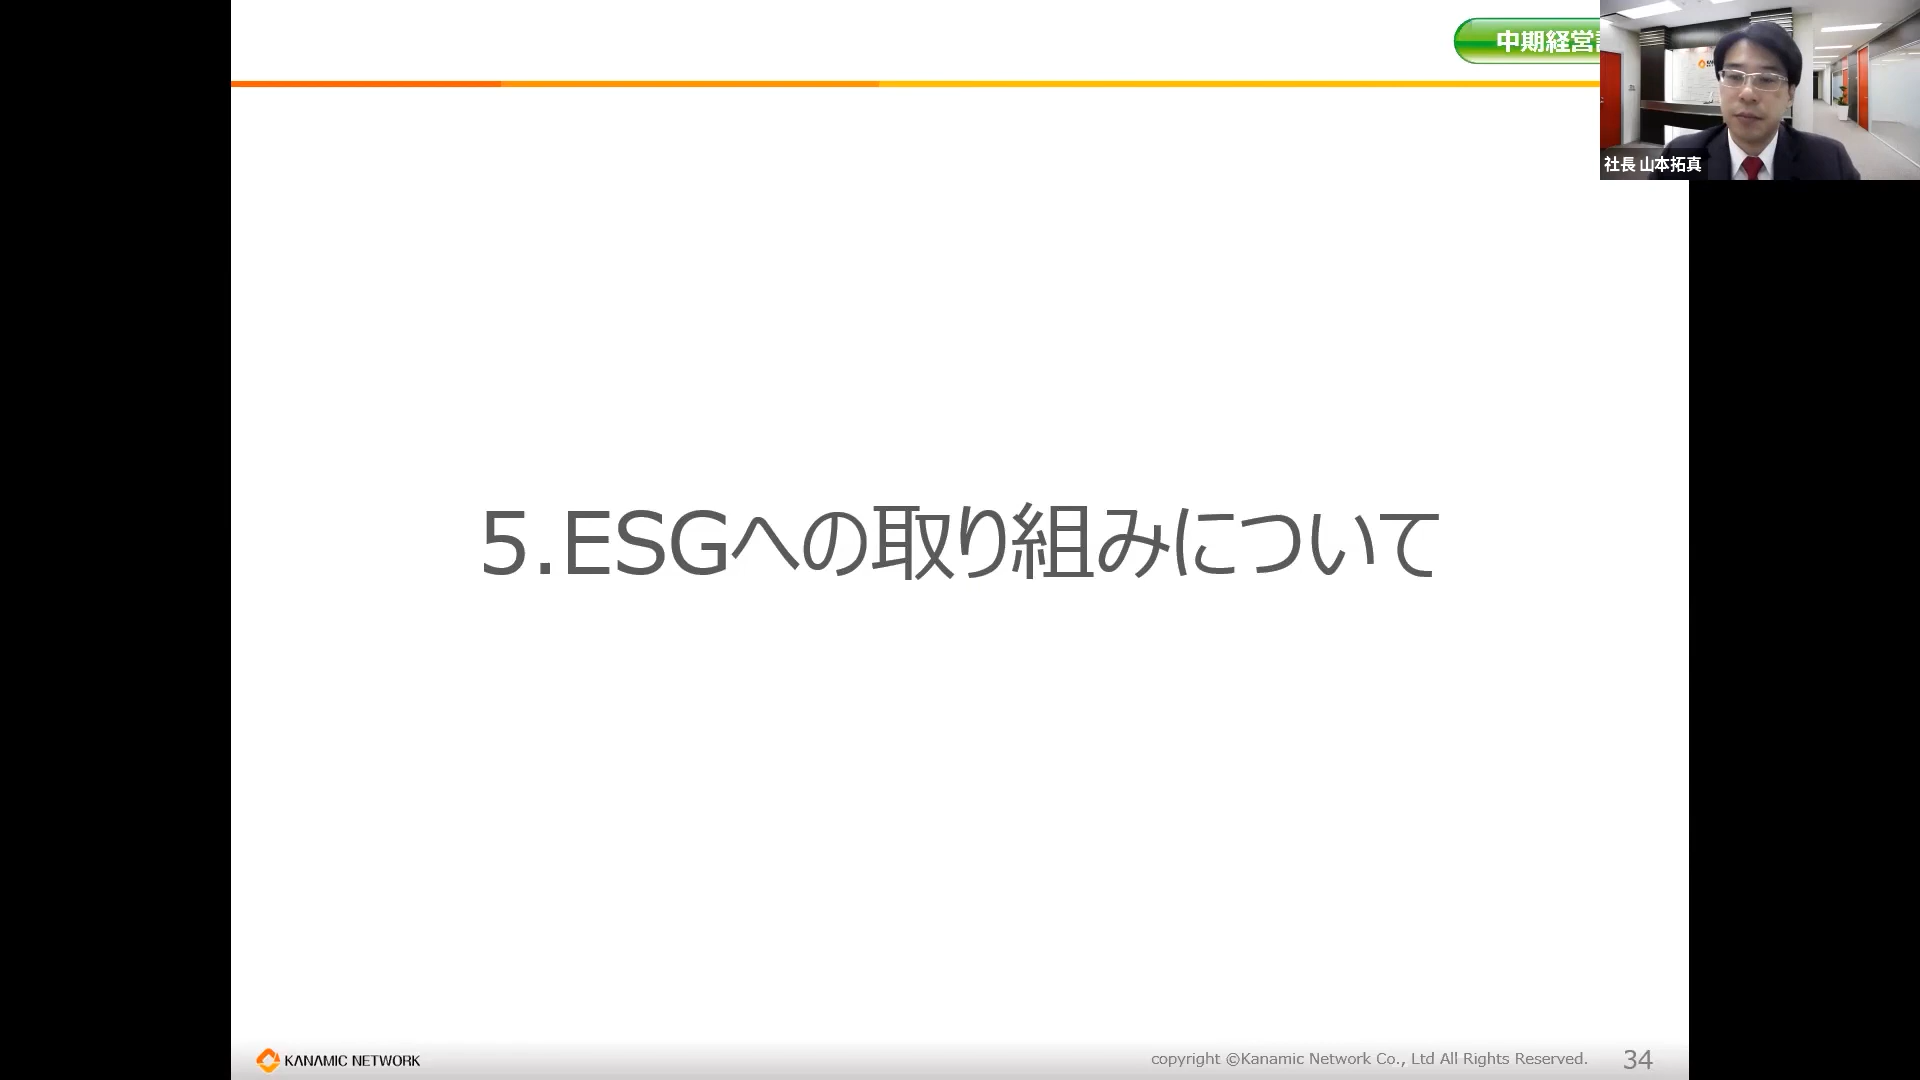 中期経営
社長 山本拓真
5.ESGへの取り組みについて
KANAMIC NETWORK
copyright ©Kanamic Network Co., Ltd All Rights Reserved.
34